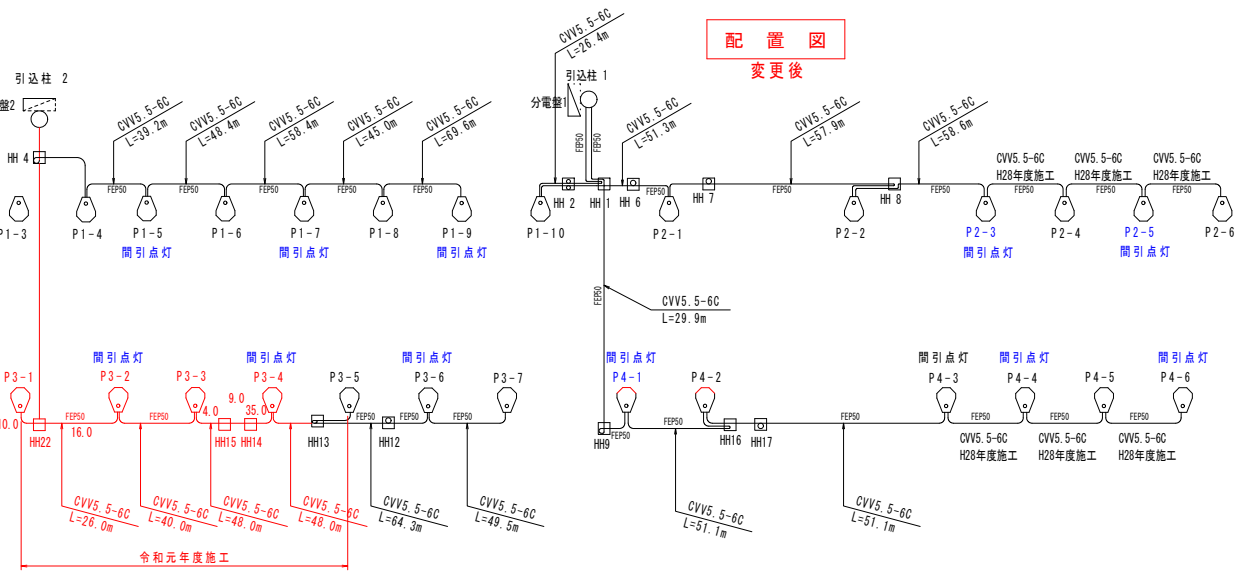 配 置 図
変更後
引込柱 2
盤2
HH 4
CVV5.5-6C
L=39.2m
CVV5.5-6C
L=48.4m
CVV5.5-6C
L=58.4m
CVV5.5-6C
L=45.0m
CVV5.5-6C
L=69.6m
CVV5.5-6C
L=26.4m
引込柱 1
分電盤1
FEP50
FEP50
CVV5.5-6C
L=51.3m
CVV5.5-6C
L=57.9m
CVV5.5-6C
L=58.6m
CVV5.5-6C
H28年度施工
CVV5.5-6C
H28年度施工
CVV5.5-6C
H28年度施工
FEP50
FEP50
FEP50
FEP50
FEP50
HH 2
HH 1
HH 6
FEP50
HH 7
HH 8
FEP50
FEP50
FEP50
P1-3
P1-4
P1-5
P1-6
P1-7
P1-8
P1-9
P1-10
P2-1
P2-2
P2-3
P2-4
P2-5
P2-6
間引点灯
間引点灯
間引点灯
間引点灯
間引点灯
FEP50
CVV5.5-6C
L=29.9m
間引点灯
間引点灯
間引点灯
間引点灯
間引点灯
間引点灯
間引点灯
P3-1
P3-2
P3-3
P3-4
P3-5
P3-6
P3-7
P4-1
P4-2
P4-3
P4-4
P4-5
P4-6
10.0
HH22
FEP50
16.0
FEP50
4.0
9.0
35.0
HH15
HH14
FEP50
HH13
FEP50
HH12
FEP50
HH9
FEP50
HH16
HH17
FEP50
FEP50
FEP50
CVV5.5-6C
H28年度施工
CVV5.5-6C
H28年度施工
CVV5.5-6C
H28年度施工
CVV5.5-6C
L=26.0m
CVV5.5-6C
L=40.0m
CVV5.5-6C
L=48.0m
CVV5.5-6C
L=48.0m
CVV5.5-6C
L=64.3m
CVV5.5-6C
L=49.5m
CVV5.5-6C
L=51.1m
CVV5.5-6C
L=51.1m
令和元年度施工